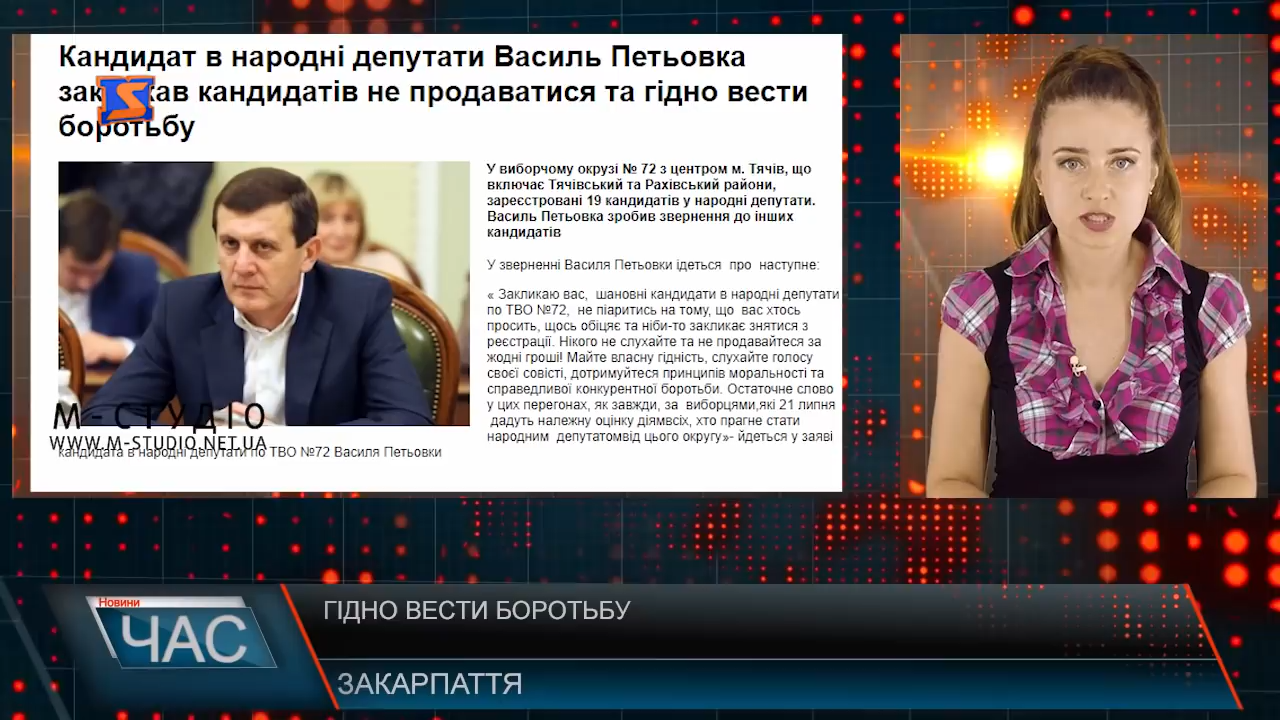 Кандидат в народні депутати Василь Петьовка
кандидатів не продаватися та гідно вести
боротьбу
У виборчому окрузі № 72 з центром м. Тячів, що
включає Тячівський та Рахівський райони,
зареєстровані 19 кандидатів у народні депутати.
Василь Петьовка зробив звернення до інших
кандидатів
У зверненні Василя Петьовки ідеться про наступне:
« Закликаю вас, шановні кандидати в народні депутати
по ТВО №72, не піаритись на тому, що вас хтось
просить, щось обіцяє та ніби-то закликає знятися з
реєстрації. Нікого не слухайте та не продавайтеся за
жодні гроші! Майте власну гідність, слухайте голосу
своєї совісті, дотримуйтеся принципів моральності та
справедливої конкурентної боротьби. Остаточне слово
у цих перегонах, як завжди, за виборцями,які 21 липня
дадуть належну оцінку діямвсіх, хто прагне стати
народним депутатомвід цього округу»- йдеться у заяві
М-СТУДІО
WWW.M-STUDIO.NET.UA
кандидата в народні депутати по ТВО №72 Василя Петьовки
Новини
ЧАС
ГІДНО ВЕСТИ БОРОТЬБУ
ЗАКАРПАТТЯ